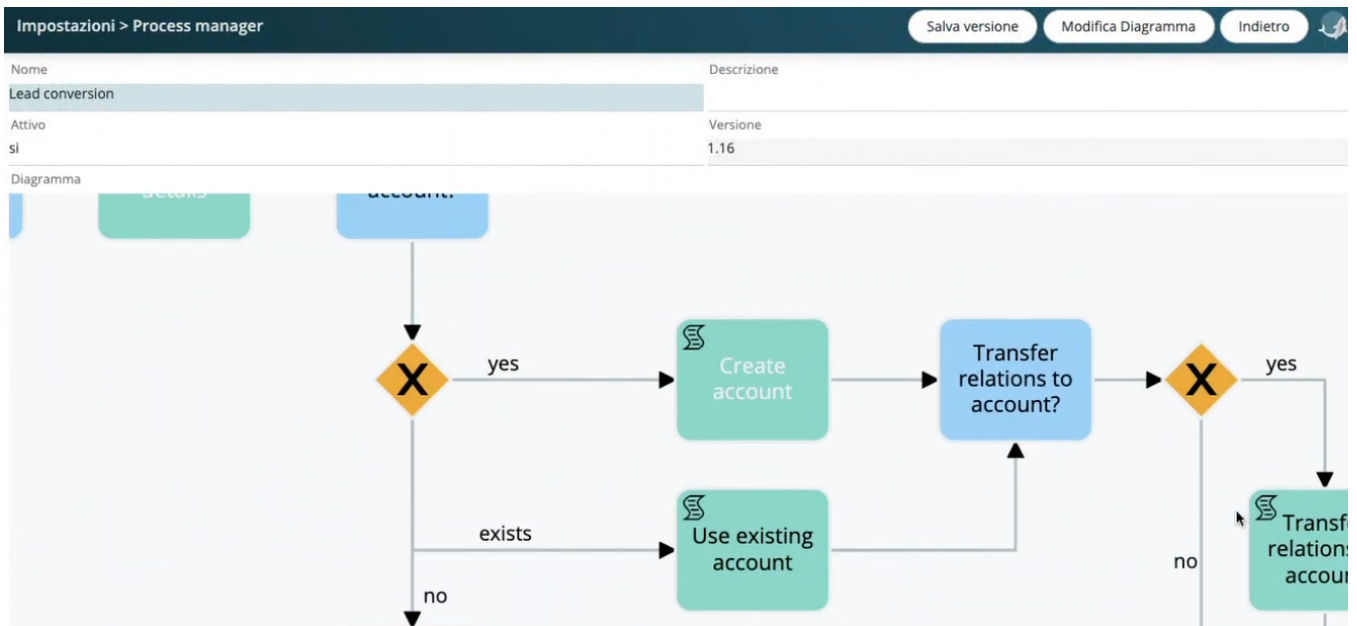 Impostazioni > Process manager
Salva versione
Modifica Diagramma
Indietro
Nome
Descrizione
Lead conversion
Attivo
Versione
si
1.16
Diagramma
details
account?
yes
Create
account
Transfer
relations to
account?
yes
exists
Use existing
account
no
no